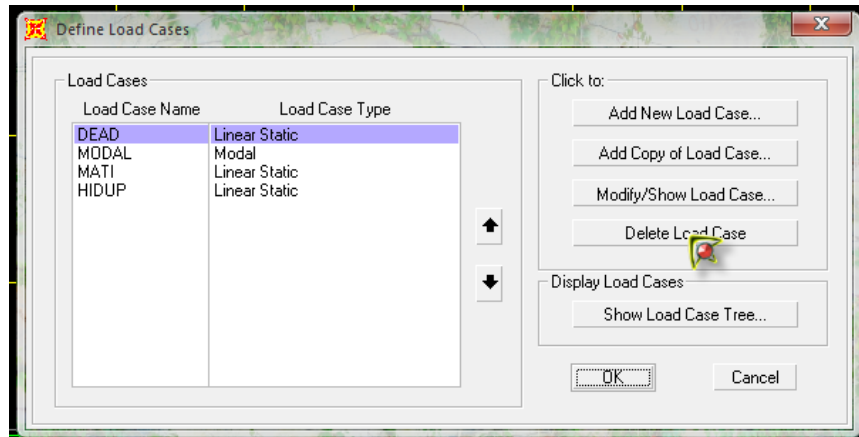 Define Load Cases
Load Cases
Load Case Name Load Case Type
DEAD Linear Static
MODAL Modal
MATI Linear Static
HIDUP Linear Static
Click to:
Add New Load Case...
Add Copy of Load Case...
Modify/Show Load Case...
Delete Load Case
Display Load Cases
Show Load Case Tree...
OK Cancel